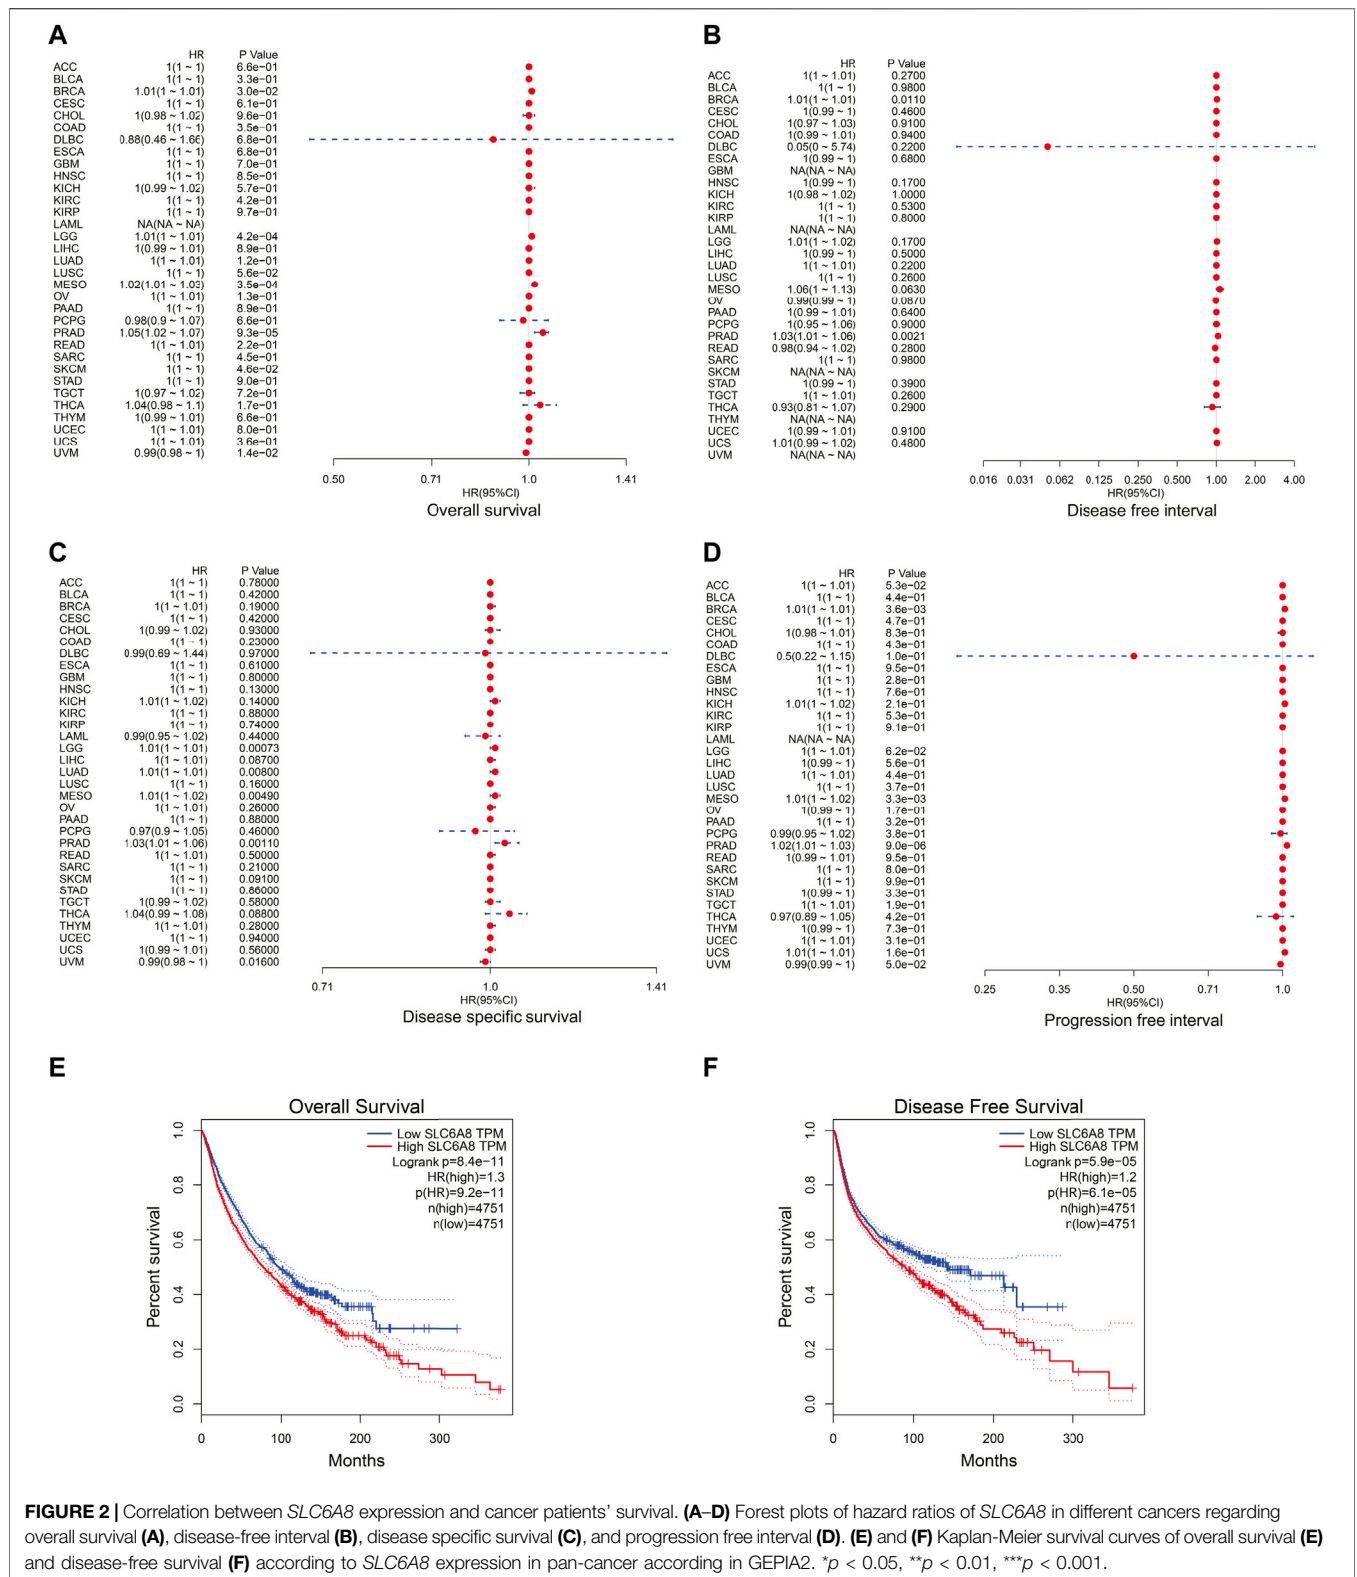 A
HR P Value
ACC 1(1 ~ 1) 6.6e−01
BLCA 1(1 ~ 1) 3.3e−01
BRCA 1.01(1 ~ 1.01) 3.0e−02
CESC 1(1 ~ 1) 6.1e−01
CHOL 1(0.98 ~ 1.02) 9.6e−01
COAD 1(1 ~ 1) 3.5e−01
DLBC 0.88(0.46 ~ 1.66) 6.8e−01
ESCA 1(1 ~ 1) 6.8e−01
GBM 1(1 ~ 1) 7.0e−01
HNSC 1(1 ~ 1) 8.5e−01
KICH 1(0.99 ~ 1.02) 5.7e−01
KIRC 1(1 ~ 1) 4.2e−01
KIRP 1(1 ~ 1) 9.7e−01
LAML NA(NA ~ NA)
LGG 1.01(1 ~ 1.01) 4.2e−04
LIHC 1(0.99 ~ 1.01) 8.9e−01
LUAD 1(1 ~ 1.01) 1.2e−01
LUSC 1(1 ~ 1) 5.6e−02
MESO 1.02(1.01 ~ 1.03) 3.5e−04
OV 1(1 ~ 1.01) 1.3e−01
PAAD 1(1 ~ 1) 8.9e−01
PCPG 0.98(0.9 ~ 1.07) 6.6e−01
PRAD 1.05(1.02 ~ 1.07) 9.3e−05
READ 1(1 ~ 1.01) 2.2e−01
SARC 1(1 ~ 1) 4.5e−01
SKCM 1(1 ~ 1) 4.6e−02
STAD 1(1 ~ 1) 9.0e−01
TGCT 1(0.97 ~ 1.02) 7.2e−01
THCA 1.04(0.98 ~ 1.1) 1.7e−01
THYM 1(0.99 ~ 1.01) 6.6e−01
UCEC 1(1 ~ 1.01) 8.0e−01
UCS 1(1 ~ 1.01) 3.6e−01
UVM 0.99(0.98 ~ 1) 1.4e−02
0.50 0.71 1.0 1.41
HR(95%CI)
Overall survival
B
HR P Value
ACC 1(1 ~ 1.01) 0.2700
BLCA 1(1 ~ 1) 0.9800
BRCA 1.01(1 ~ 1.01) 0.0110
CESC 1(0.99 ~ 1) 0.4600
CHOL 1(0.97 ~ 1.03) 0.9100
COAD 1(0.99 ~ 1.01) 0.9400
DLBC 0.05(0 ~ 5.74) 0.2200
ESCA 1(0.99 ~ 1) 0.6800
GBM NA(NA ~ NA)
HNSC 1(0.99 ~ 1) 0.1700
KICH 1(0.98 ~ 1.02) 1.0000
KIRC 1(1 ~ 1) 0.5300
KIRP 1(1 ~ 1) 0.8000
LAML NA(NA ~ NA)
LGG 1.01(1 ~ 1.02) 0.1700
LIHC 1(0.99 ~ 1) 0.5000
LUAD 1(1 ~ 1.01) 0.2200
LUSC 1(1 ~ 1) 0.2600
MESO 1.06(1 ~ 1.13) 0.0630
OV 0.99(0.99 ~ 1) 0.0870
PAAD 1(0.99 ~ 1.01) 0.6400
PCPG 1(0.95 ~ 1.06) 0.9000
PRAD 1.03(1.01 ~ 1.06) 0.0021
READ 0.98(0.94 ~ 1.02) 0.2800
SARC 1(1 ~ 1) 0.9800
SKCM NA(NA ~ NA)
STAD 1(0.99 ~ 1) 0.3900
TGCT 1(1 ~ 1.01) 0.2600
THCA 0.93(0.81 ~ 1.07) 0.2900
THYM NA(NA ~ NA)
UCEC 1(0.99 ~ 1.01) 0.9100
UCS 1.01(0.99 ~ 1.02) 0.4800
UVM NA(NA ~ NA)
0.016 0.031 0.062 0.125 0.250 0.500 1.00 2.00 4.00
HR(95%CI)
Disease free interval
C
HR P Value
ACC 1(1 ~ 1) 0.78000
BLCA 1(1 ~ 1) 0.42000
BRCA 1(1 ~ 1.01) 0.19000
CESC 1(1 ~ 1) 0.42000
CHOL 1(0.99 ~ 1.02) 0.93000
COAD 1(1 ~ 1) 0.23000
DLBC 0.99(0.69 ~ 1.44) 0.97000
ESCA 1(1 ~ 1) 0.61000
GBM 1(1 ~ 1) 0.80000
HNSC 1(1 ~ 1) 0.13000
KICH 1.01(1 ~ 1.02) 0.14000
KIRC 1(1 ~ 1) 0.88000
KIRP 1(1 ~ 1) 0.74000
LAML 0.99(0.95 ~ 1.02) 0.44000
LGG 1.01(1 ~ 1.01) 0.00073
LIHC 1(1 ~ 1.01) 0.08700
LUAD 1.01(1 ~ 1.01) 0.00800
LUSC 1(1 ~ 1) 0.16000
MESO 1.01(1 ~ 1.02) 0.00490
OV 1(1 ~ 1.01) 0.26000
PAAD 1(1 ~ 1) 0.88000
PCPG 0.97(0.9 ~ 1.05) 0.46000
PRAD 1.03(1.01 ~ 1.06) 0.00110
READ 1(1 ~ 1.01) 0.50000
SARC 1(1 ~ 1) 0.21000
SKCM 1(1 ~ 1) 0.09100
STAD 1(1 ~ 1) 0.86000
TGCT 1(0.99 ~ 1.02) 0.58000
THCA 1.04(0.99 ~ 1.08) 0.08800
THYM 1(1 ~ 1.01) 0.28000
UCEC 1(1 ~ 1) 0.94000
UCS 1(0.99 ~ 1.01) 0.56000
UVM 0.99(0.98 ~ 1) 0.01600
0.71 1.0 1.41
HR(95%CI)
Disease specific survival
D
HR P Value
ACC 1(1 ~ 1.01) 5.3e−02
BLCA 1(1 ~ 1) 4.4e−01
BRCA 1.01(1 ~ 1.01) 3.6e−03
CESC 1(1 ~ 1) 4.7e−01
CHOL 1(0.98 ~ 1.01) 8.3e−01
COAD 1(1 ~ 1) 4.3e−01
DLBC 0.5(0.22 ~ 1.15) 1.0e−01
ESCA 1(1 ~ 1) 9.5e−01
GBM 1(1 ~ 1) 2.8e−01
HNSC 1(1 ~ 1) 7.6e−01
KICH 1.01(1 ~ 1.02) 2.1e−01
KIRC 1(1 ~ 1) 5.3e−01
KIRP 1(1 ~ 1) 9.1e−01
LAML NA(NA ~ NA)
LGG 1(1 ~ 1.01) 6.2e−02
LIHC 1(0.99 ~ 1) 5.6e−01
LUAD 1(1 ~ 1.01) 4.4e−01
LUSC 1(1 ~ 1) 3.7e−01
MESO 1.01(1 ~ 1.02) 3.3e−03
OV 1(0.99 ~ 1) 1.7e−01
PAAD 1(1 ~ 1) 3.2e−01
PCPG 0.99(0.95 ~ 1.02) 3.8e−01
PRAD 1.02(1.01 ~ 1.03) 9.0e−06
READ 1(0.99 ~ 1.01) 9.5e−01
SARC 1(1 ~ 1) 8.0e−01
SKCM 1(1 ~ 1) 9.9e−01
STAD 1(0.99 ~ 1) 3.3e−01
TGCT 1(1 ~ 1.01) 1.9e−01
THCA 0.97(0.89 ~ 1.05) 4.2e−01
THYM 1(0.99 ~ 1) 7.3e−01
UCEC 1(1 ~ 1.01) 3.1e−01
UCS 1.01(1 ~ 1.01) 1.6e−01
UVM 0.99(0.99 ~ 1) 5.0e−02
0.25 0.35 0.50 0.71 1.0
HR(95%CI)
Progression free interval
E
Overall Survival
Low SLC6A8 TPM
High SLC6A8 TPM
Logrank p=8.4e−11
HR(high)=1.3
p(HR)=9.2e−11
n(high)=4751
n(low)=4751
Percent survival
1.0
0.8
0.6
0.4
0.2
0.0
0 100 200 300
Months
F
Disease Free Survival
Low SLC6A8 TPM
High SLC6A8 TPM
Logrank p=5.9e−05
HR(high)=1.2
p(HR)=6.1e−05
n(high)=4751
n(low)=4751
Percent survival
1.0
0.8
0.6
0.4
0.2
0.0
0 100 200 300
Months
FIGURE 2 | Correlation between SLC6A8 expression and cancer patients’ survival. (A–D) Forest plots of hazard ratios of SLC6A8 in different cancers regarding
overall survival (A), disease-free interval (B), disease specific survival (C), and progression free interval (D). (E) and (F) Kaplan-Meier survival curves of overall survival (E)
and disease-free survival (F) according to SLC6A8 expression in pan-cancer according in GEPIA2. *p < 0.05, **p < 0.01, ***p < 0.001.